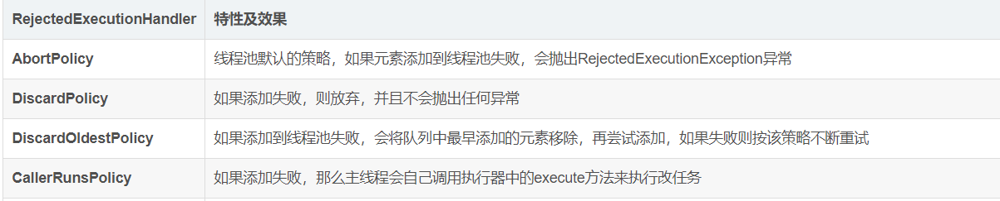 RejectedExecutionHandler 特性及效果
AbortPolicy 线程池默认的策略，如果元素添加到线程池失败，会抛出RejectedExecutionException异常
DiscardPolicy 如果添加失败，则放弃，并且不会抛出任何异常
DiscardOldestPolicy 如果添加到线程池失败，会将队列中最早添加的元素移除，再尝试添加，如果失败则按该策略不断重试
CallerRunsPolicy 如果添加失败，那么主线程会自己调用执行器中的execute方法来执行改任务